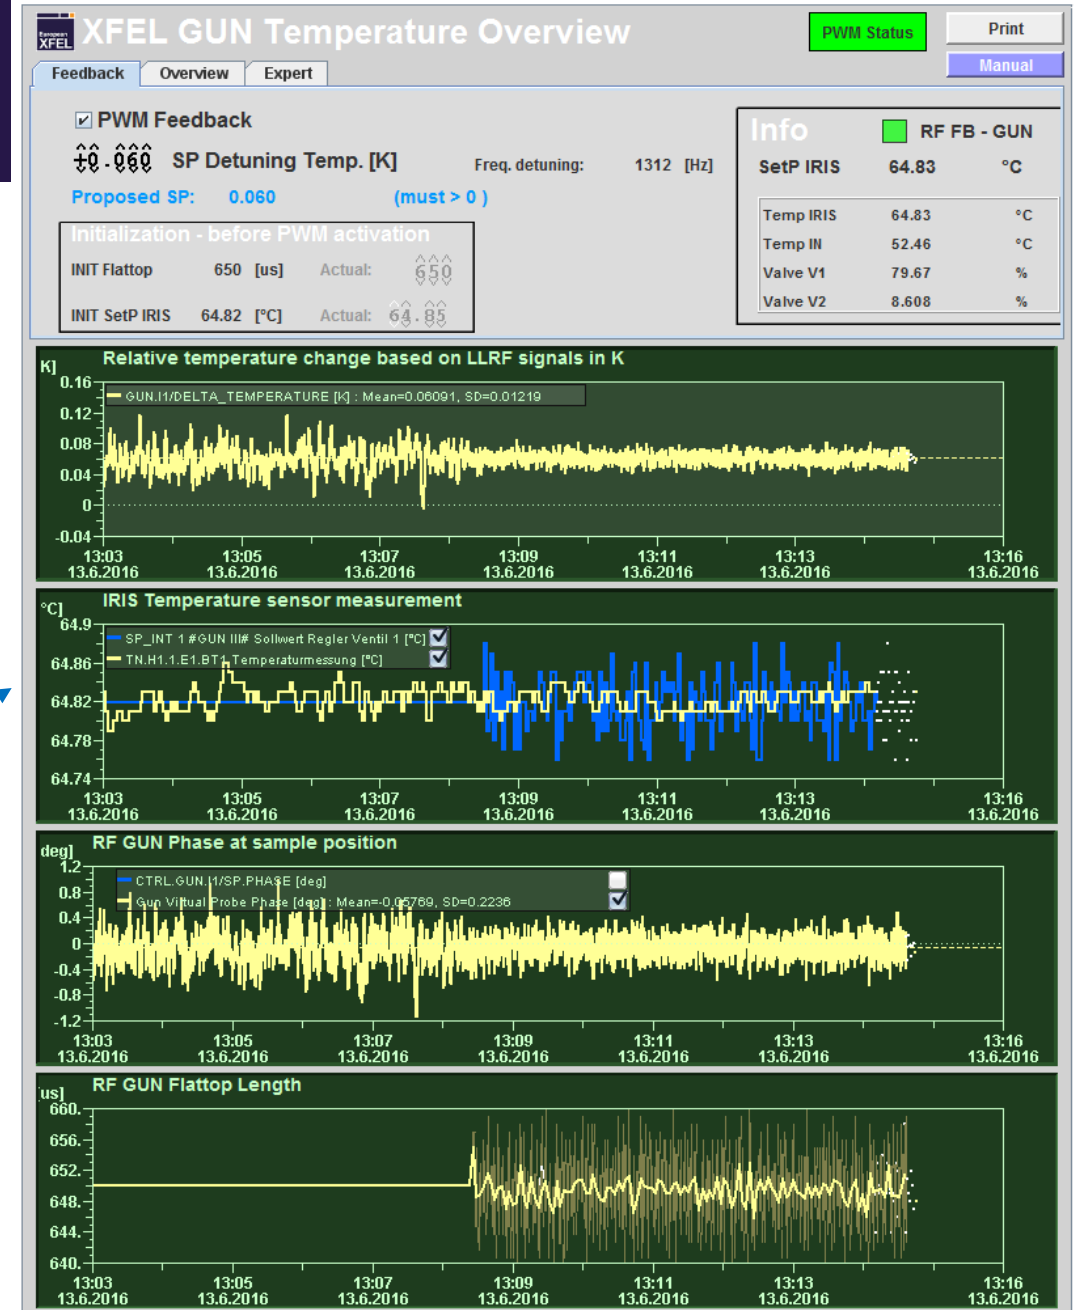 European
XFEL
XFEL GUN Temperature Overview
PWM Status
Print
Manual
Feedback
Overview
Expert
PWM Feedback
+0.060 SP Detuning Temp. [K]
Freq. detuning: 1312 [Hz]
Proposed SP: 0.060 (must > 0 )
Initialization - before PWM activation
INIT Flattop 650 [us] Actual: 650
INIT SetP IRIS 64.82 [°C] Actual: 64.85
Info
RF FB - GUN
SetP IRIS 64.83 °C
Temp IRIS 64.83 °C
Temp IN 52.46 °C
Valve V1 79.67 %
Valve V2 8.608 %
Relative temperature change based on LLRF signals in K
K]
GUN.I1/DELTA_TEMPERATURE [K] : Mean=0.06091, SD=0.01219
0.16
0.12
0.08
0.04
0
-0.04
13:03 13:05 13:07 13:09 13:11 13:13 13:16
13.6.2016 13.6.2016 13.6.2016 13.6.2016 13.6.2016 13.6.2016 13.6.2016
IRIS Temperature sensor measurement
°C]
SP_INT 1 #GUN III# Sollwert Regler Ventil 1 [°C]
TN.H1.1.E1.BT1 Temperaturmessung [°C]
64.9
64.86
64.82
64.78
64.74
13:03 13:05 13:07 13:09 13:11 13:13 13:16
13.6.2016 13.6.2016 13.6.2016 13.6.2016 13.6.2016 13.6.2016 13.6.2016
RF GUN Phase at sample position
deg]
CTRL.GUN.I1/SP.PHASE [deg]
Gun Virtual Probe Phase [deg] : Mean=-0.05769, SD=0.2236
1.2
0.8
0.4
0
-0.4
-0.8
-1.2
13:03 13:05 13:07 13:09 13:11 13:13 13:16
13.6.2016 13.6.2016 13.6.2016 13.6.2016 13.6.2016 13.6.2016 13.6.2016
RF GUN Flattop Length
us]
660.
656.
652.
648.
644.
640.
13:03 13:05 13:07 13:09 13:11 13:13 13:16
13.6.2016 13.6.2016 13.6.2016 13.6.2016 13.6.2016 13.6.2016 13.6.2016